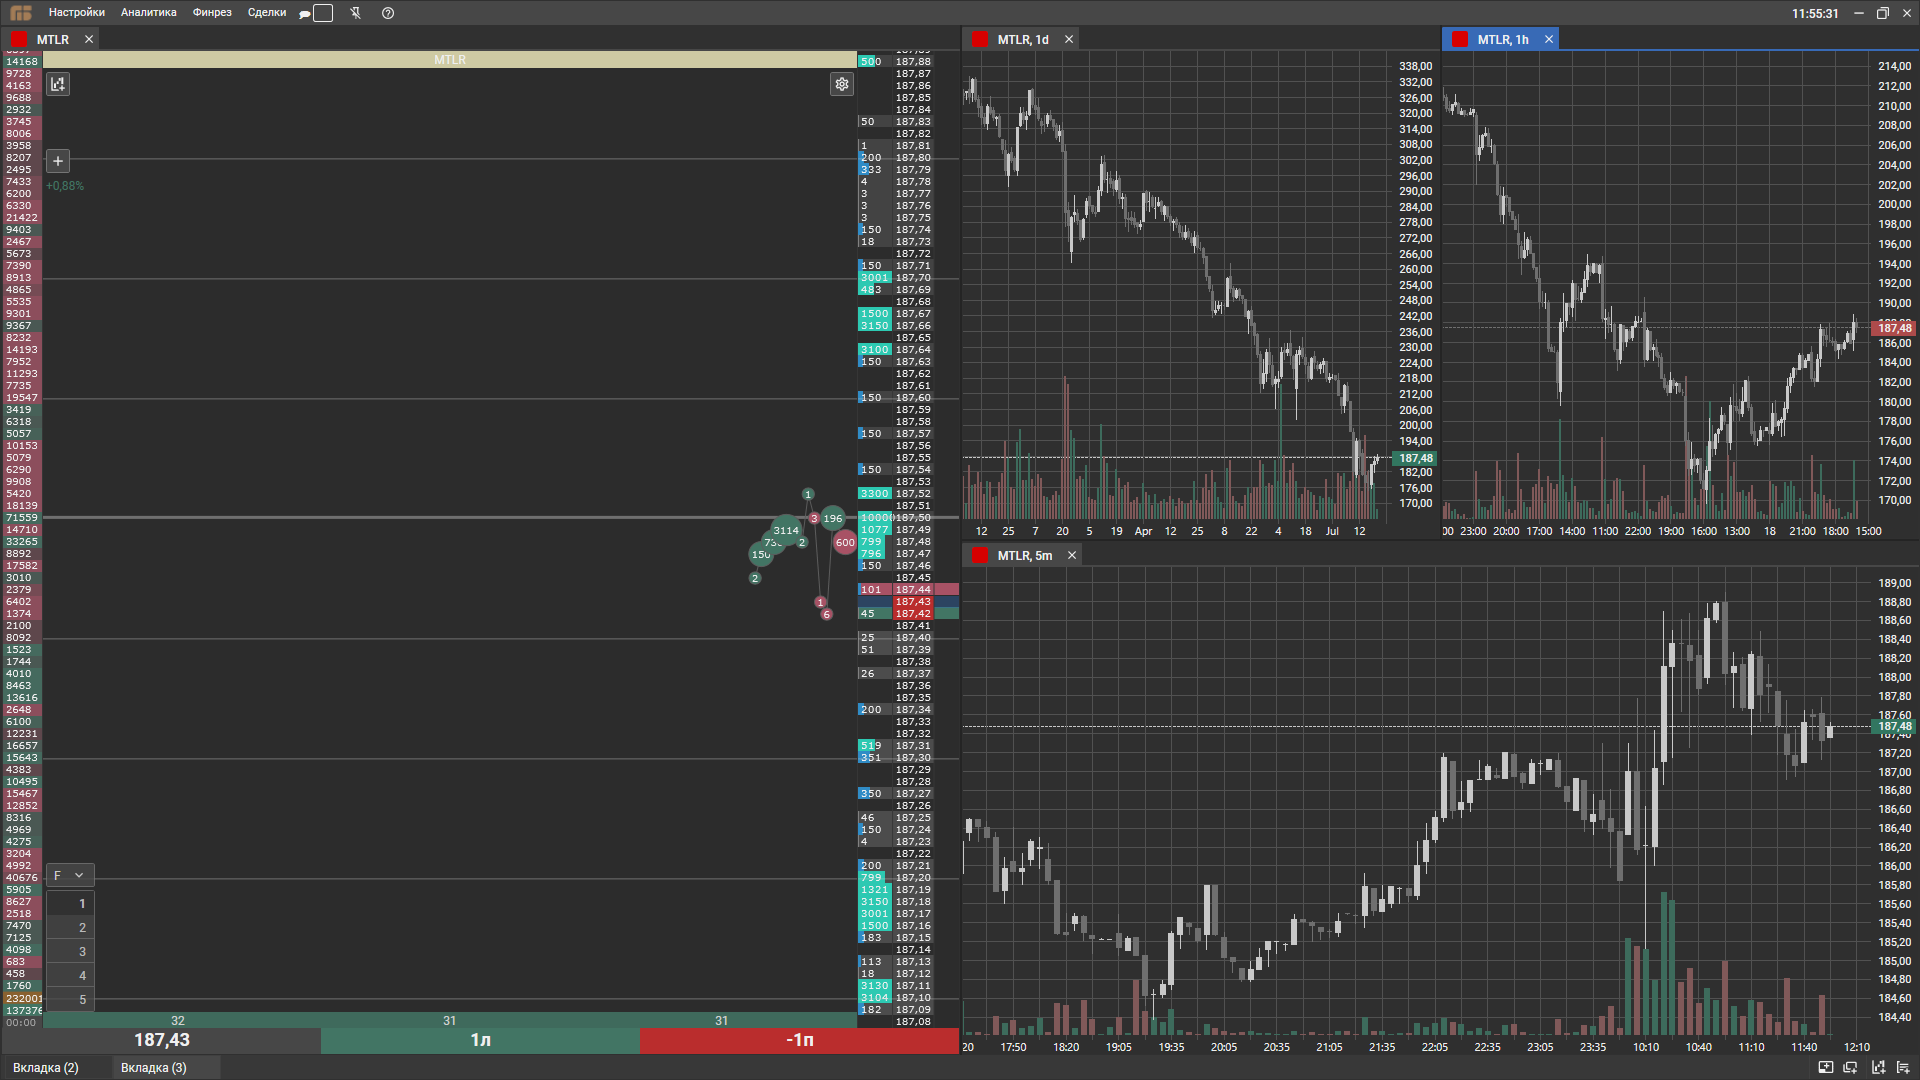 Настройки Аналитика Финрез Сделки
11:55:31
MTLR
MTLR, 1d
MTLR, 1h
MTLR
+0,88%
14168 500 187,88
9728 187,87
4163 187,86
9688 187,85
2932 187,84
3745 50 187,83
8006 187,82
3958 1 187,81
8207 200 187,80
2495 333 187,79
7433 4 187,78
6200 3 187,77
6330 3 187,76
21422 3 187,75
9403 150 187,74
2467 18 187,73
5673 187,72
7390 150 187,71
8913 3001 187,70
4865 483 187,69
5535 187,68
9301 1500 187,67
9367 3150 187,66
8232 187,65
14193 3100 187,64
7952 150 187,63
11293 187,62
7735 187,61
19547 150 187,60
3419 187,59
6318 187,58
5057 150 187,57
10153 187,56
5079 187,55
6290 150 187,54
9908 187,53
5420 1 3300 187,52
18139 187,51
71559 3 196 10000 187,50
14710 3114 1077 187,49
33265 2 600 799 187,48
8892 150 796 187,47
17582 150 187,46
3010 2 187,45
2379 101 187,44
6402 1 187,43
1374 6 45 187,42
2100 187,41
8092 25 187,40
1523 51 187,39
1744 187,38
4010 26 187,37
8463 187,36
13616 187,35
2648 200 187,34
6100 187,33
12231 187,32
16657 519 187,31
15643 351 187,30
4383 187,29
10495 187,28
15467 350 187,27
12852 187,26
8316 46 187,25
4969 150 187,24
4275 4 187,23
3204 187,22
4992 200 187,21
40676 799 187,20
5905 1321 187,19
8627 3150 187,18
2518 3001 187,17
7470 1500 187,16
7125 183 187,15
4098 187,14
683 113 187,13
458 18 187,12
1760 3130 187,11
232001 3104 187,10
137376 182 187,09
00:00 187,08
F
1
2
3
4
5
32 31 31
187,43 1л -1п
Вкладка (2) Вкладка (3)
338,00
332,00
326,00
320,00
314,00
308,00
302,00
296,00
290,00
284,00
278,00
272,00
266,00
260,00
254,00
248,00
242,00
236,00
230,00
224,00
218,00
212,00
206,00
200,00
194,00
187,48
182,00
176,00
170,00
12 25 7 20 5 19 Apr 12 25 8 22 4 18 Jul 12
214,00
212,00
210,00
208,00
206,00
204,00
202,00
200,00
198,00
196,00
194,00
192,00
190,00
187,48
186,00
184,00
182,00
180,00
178,00
176,00
174,00
172,00
170,00
00 23:00 20:00 17:00 14:00 11:00 22:00 19:00 16:00 13:00 18 21:00 18:00 15:00
MTLR, 5m
189,00
188,80
188,60
188,40
188,20
188,00
187,80
187,60
187,48
187,40
187,20
187,00
186,80
186,60
186,40
186,20
186,00
185,80
185,60
185,40
185,20
185,00
184,80
184,60
184,40
20 17:50 18:20 19:05 19:35 20:05 20:35 21:05 21:35 22:05 22:35 23:05 23:35 10:10 10:40 11:10 11:40 12:10